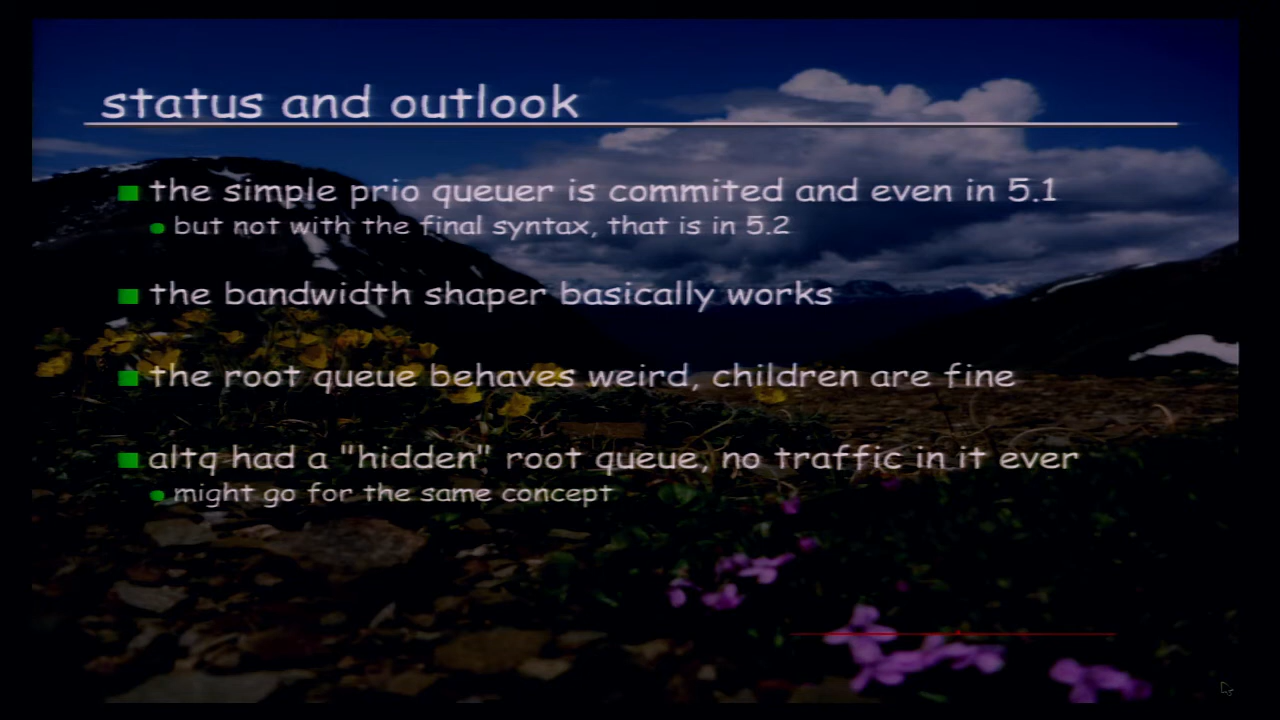 status and outlook
the simple prio queuer is commited and even in 5.1
but not with the final syntax, that is in 5.2
the bandwidth shaper basically works
the root queue behaves weird, children are fine
altq had a "hidden" root queue, no traffic in it ever
might go for the same concept